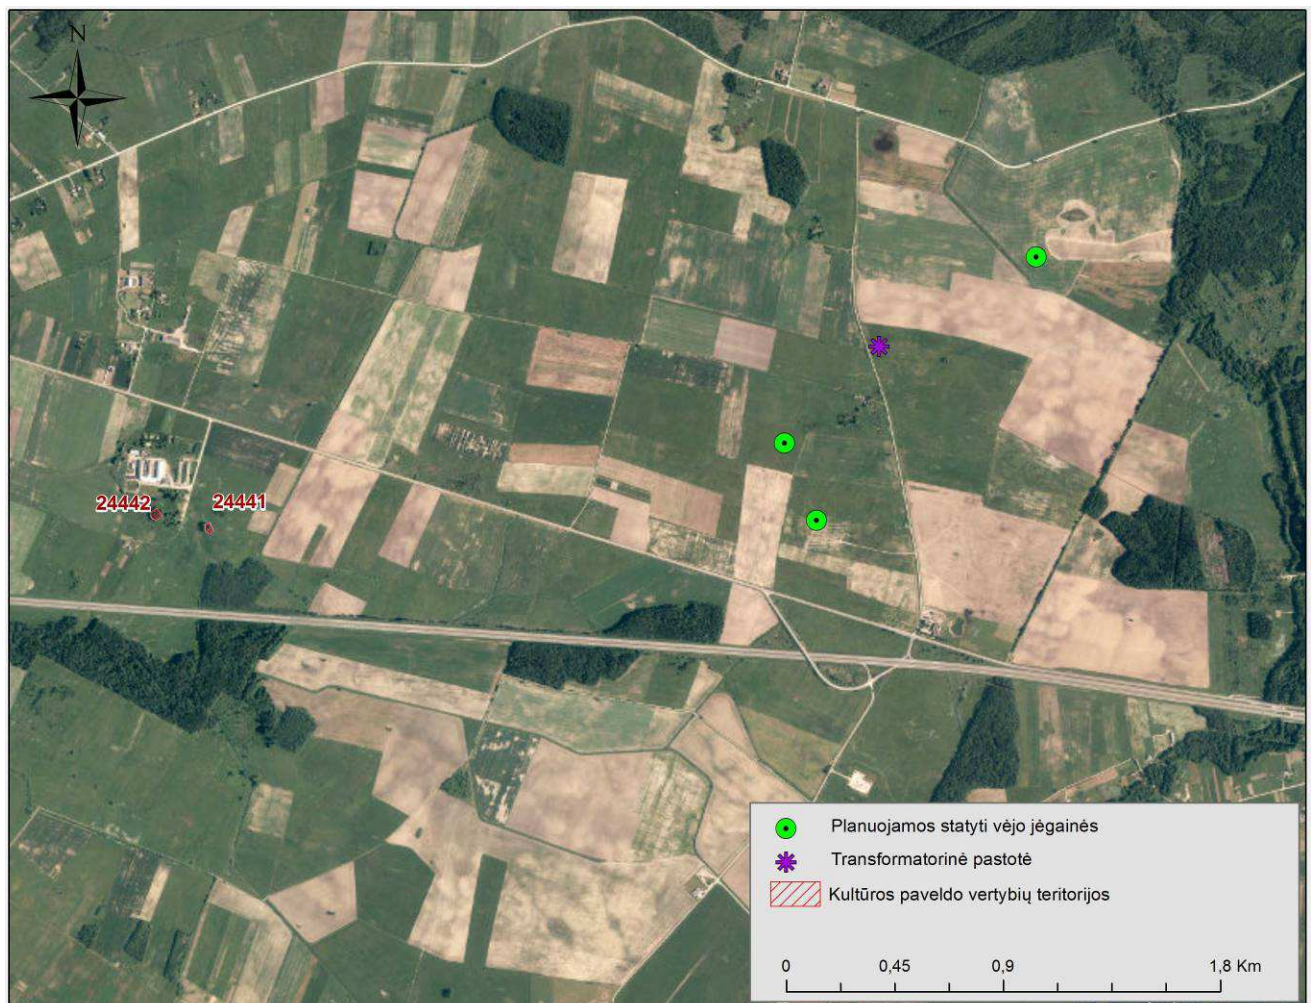 N
24442
24441
Planuojamos statyti vėjo jėgainės
Transformatorinė pastotė
Kultūros paveldo vertybių teritorijos
0 0,45 0,9 1,8 Km